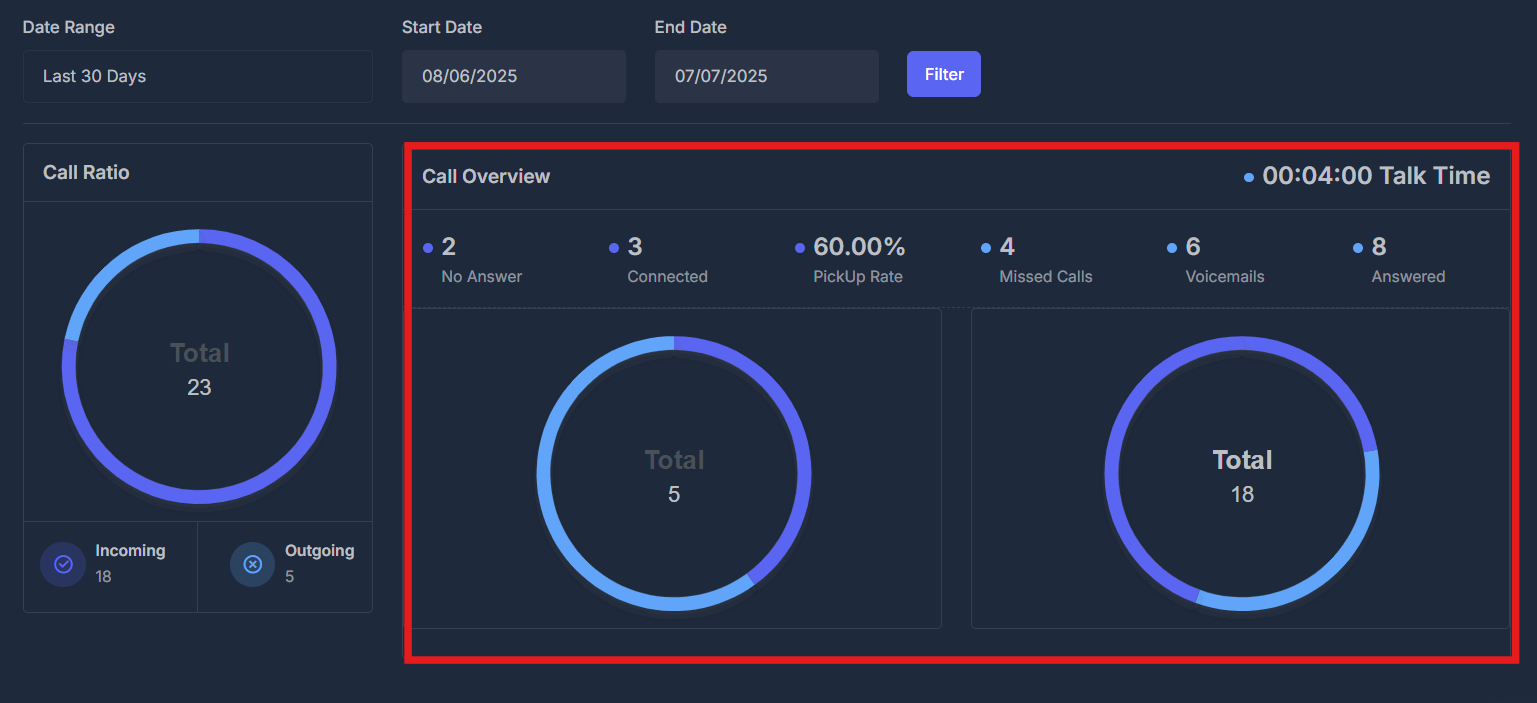 Date Range
Start Date
End Date
Last 30 Days
08/06/2025
07/07/2025
Filter
Call Ratio
Total
23
Incoming
18
Outgoing
5
Call Overview
00:04:00 Talk Time
2
No Answer
3
Connected
60.00%
PickUp Rate
4
Missed Calls
6
Voicemails
8
Answered
Total
5
Total
18